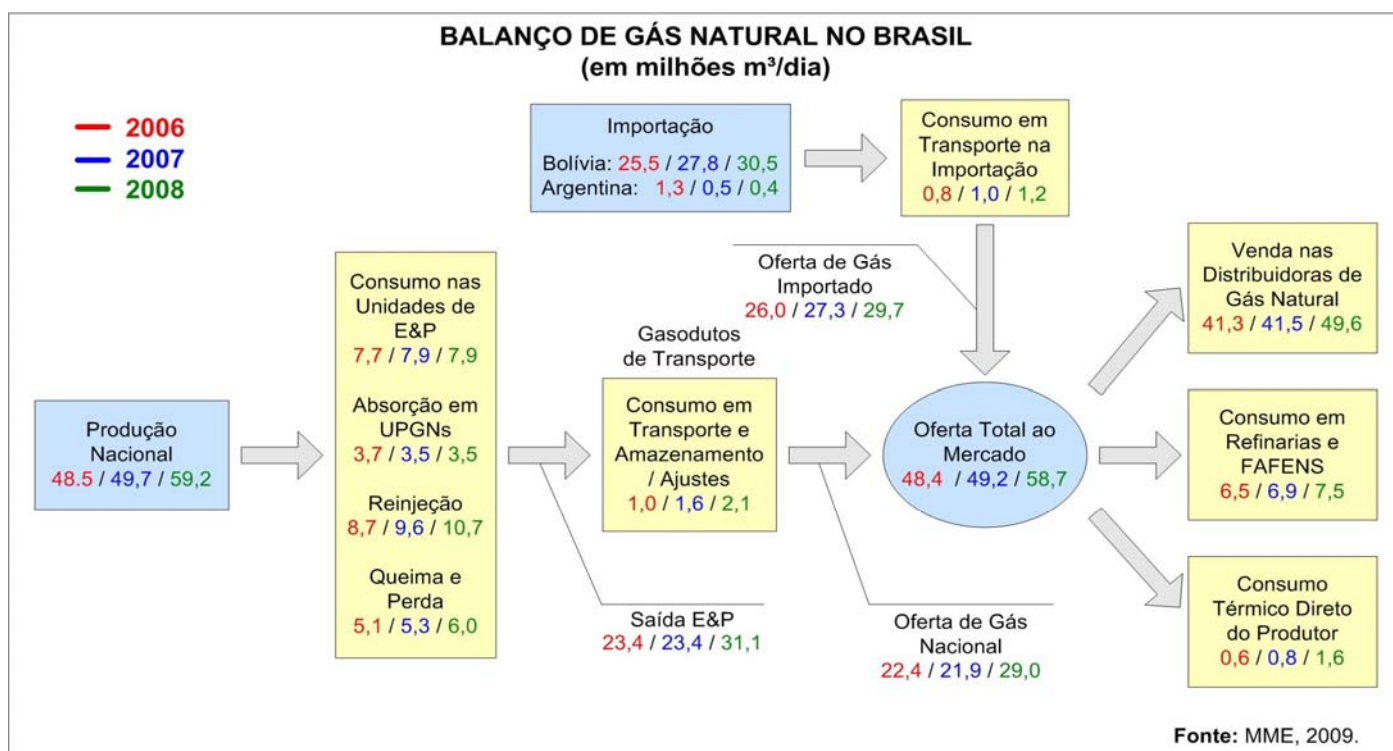 BALANÇO DE GÁS NATURAL NO BRASIL
(em milhões m³/dia)
2006
2007
2008
Importação
Bolívia: 25,5 / 27,8 / 30,5
Argentina: 1,3 / 0,5 / 0,4
Consumo em
Transporte na
Importação
0,8 / 1,0 / 1,2
Oferta de Gás
Importado
26,0 / 27,3 / 29,7
Produção
Nacional
48.5 / 49,7 / 59,2
Consumo nas
Unidades de
E&P
7,7 / 7,9 / 7,9
Absorção em
UPGNs
3,7 / 3,5 / 3,5
Reinjeção
8,7 / 9,6 / 10,7
Queima e
Perda
5,1 / 5,3 / 6,0
Saída E&P
23,4 / 23,4 / 31,1
Gasodutos
de Transporte
Consumo em
Transporte e
Amazenamento
/ Ajustes
1,0 / 1,6 / 2,1
Oferta de Gás
Nacional
22,4 / 21,9 / 29,0
Oferta Total ao
Mercado
48,4 / 49,2 / 58,7
Venda nas
Distribuidoras de
Gás Natural
41,3 / 41,5 / 49,6
Consumo em
Refinarias e
FAFENS
6,5 / 6,9 / 7,5
Consumo
Térmico Direto
do Produtor
0,6 / 0,8 / 1,6
Fonte: MME, 2009.